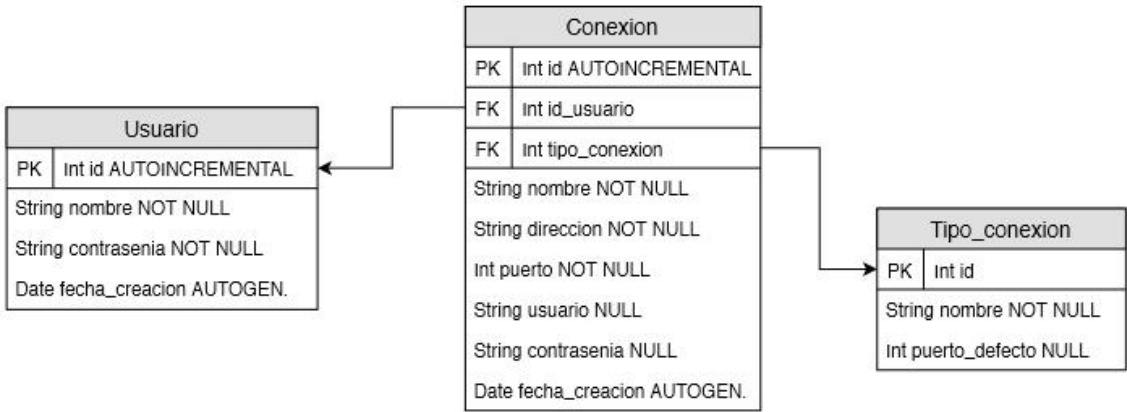 Usuario
PK Int id AUTOINCREMENTAL
String nombre NOT NULL
String contrasenia NOT NULL
Date fecha_creacion AUTOGEN.
Conexion
PK Int id AUTOINCREMENTAL
FK Int id_usuario
FK Int tipo_conexion
String nombre NOT NULL
String direccion NOT NULL
Int puerto NOT NULL
String usuario NULL
String contrasenia NULL
Date fecha_creacion AUTOGEN.
Tipo_conexion
PK Int id
String nombre NOT NULL
Int puerto_defecto NULL